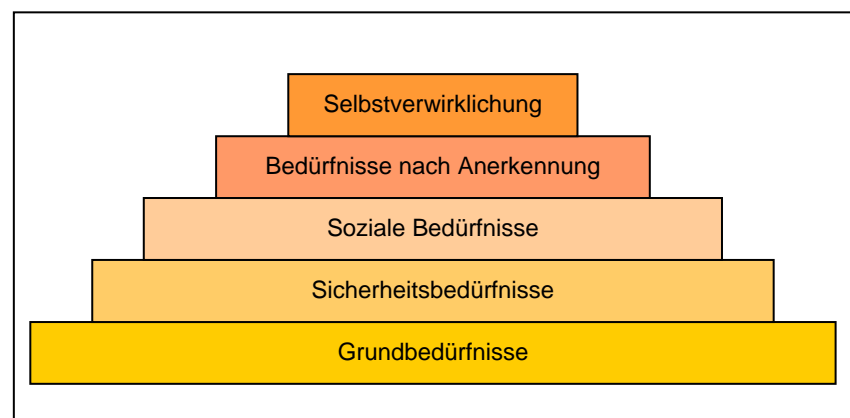 Selbstverwirklichung
Bedürfnisse nach Anerkennung
Soziale Bedürfnisse
Sicherheitsbedürfnisse
Grundbedürfnisse